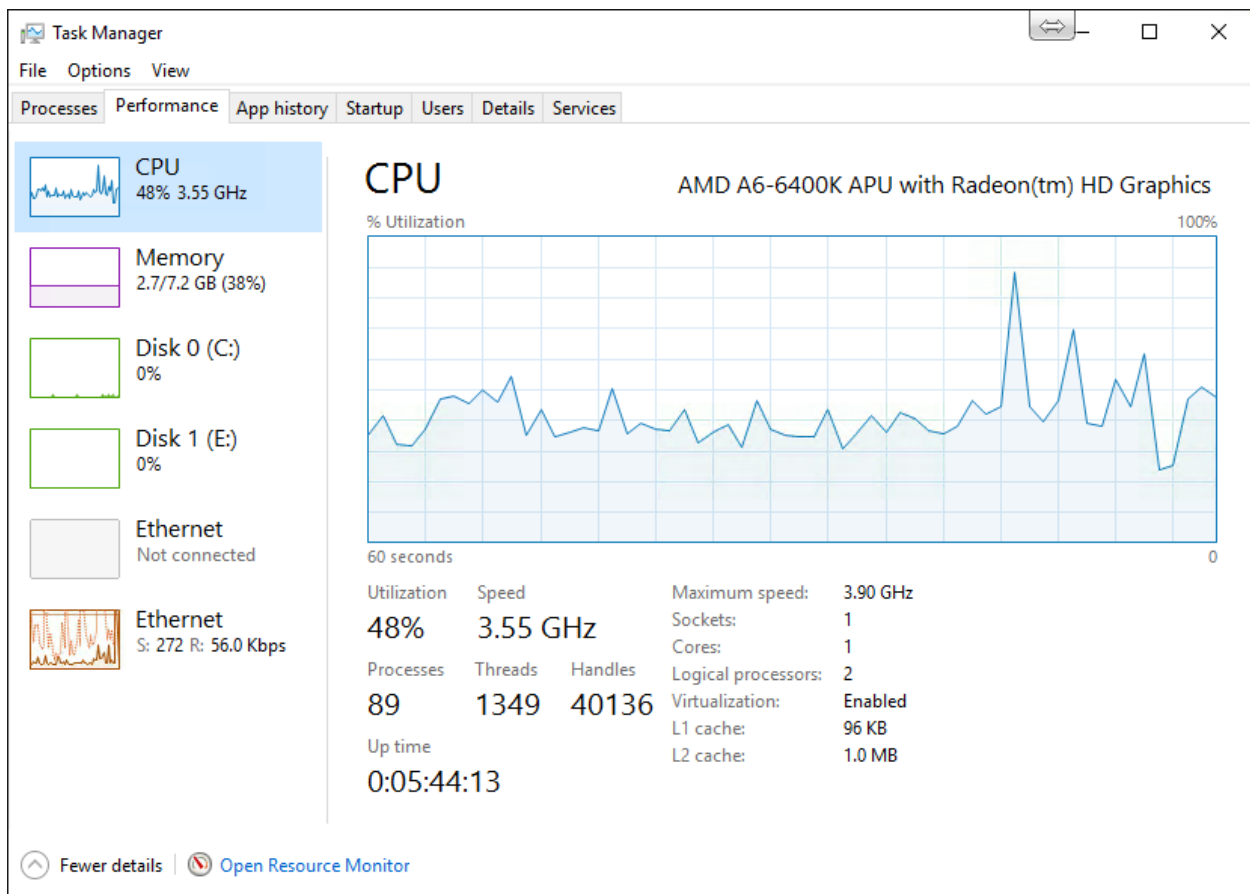 Task Manager
File Options View
Processes Performance App history Startup Users Details Services
CPU
48% 3.55 GHz
Memory
2.7/7.2 GB (38%)
Disk 0 (C:)
0%
Disk 1 (E:)
0%
Ethernet
Not connected
Ethernet
S: 272 R: 56.0 Kbps
CPU AMD A6-6400K APU with Radeon(tm) HD Graphics
% Utilization 100%
60 seconds 0
Utilization Speed
48% 3.55 GHz
Processes Threads Handles
89 1349 40136
Up time
0:05:44:13
Maximum speed: 3.90 GHz
Sockets: 1
Cores: 1
Logical processors: 2
Virtualization: Enabled
L1 cache: 96 KB
L2 cache: 1.0 MB
Fewer details Open Resource Monitor